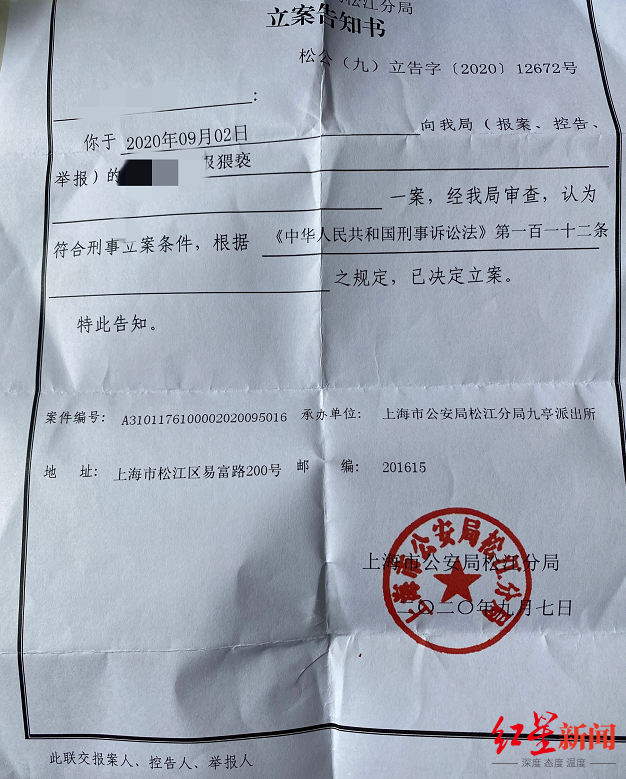 松江分局
立案告知书
松公（九）立告字〔2020〕12672号
：
你于 2020年09月02日 向我局（报案、控告、
举报）的 猥亵
一案，经我局审查，认为
符合刑事立案条件，根据 《中华人民共和国刑事诉讼法》第一百一十二条
之规定，已决定立案。
特此告知。
案件编号： A3101176100002020095016 承办单位： 上海市公安局松江分局九亭派出所
地 址： 上海市松江区易富路200号 邮 编： 201615
上海市公安局松江分局
上海市公安局松江分局
二〇二〇年九月七日
此联交报案人、控告人、举报人
红星新闻
深度 态度 温度